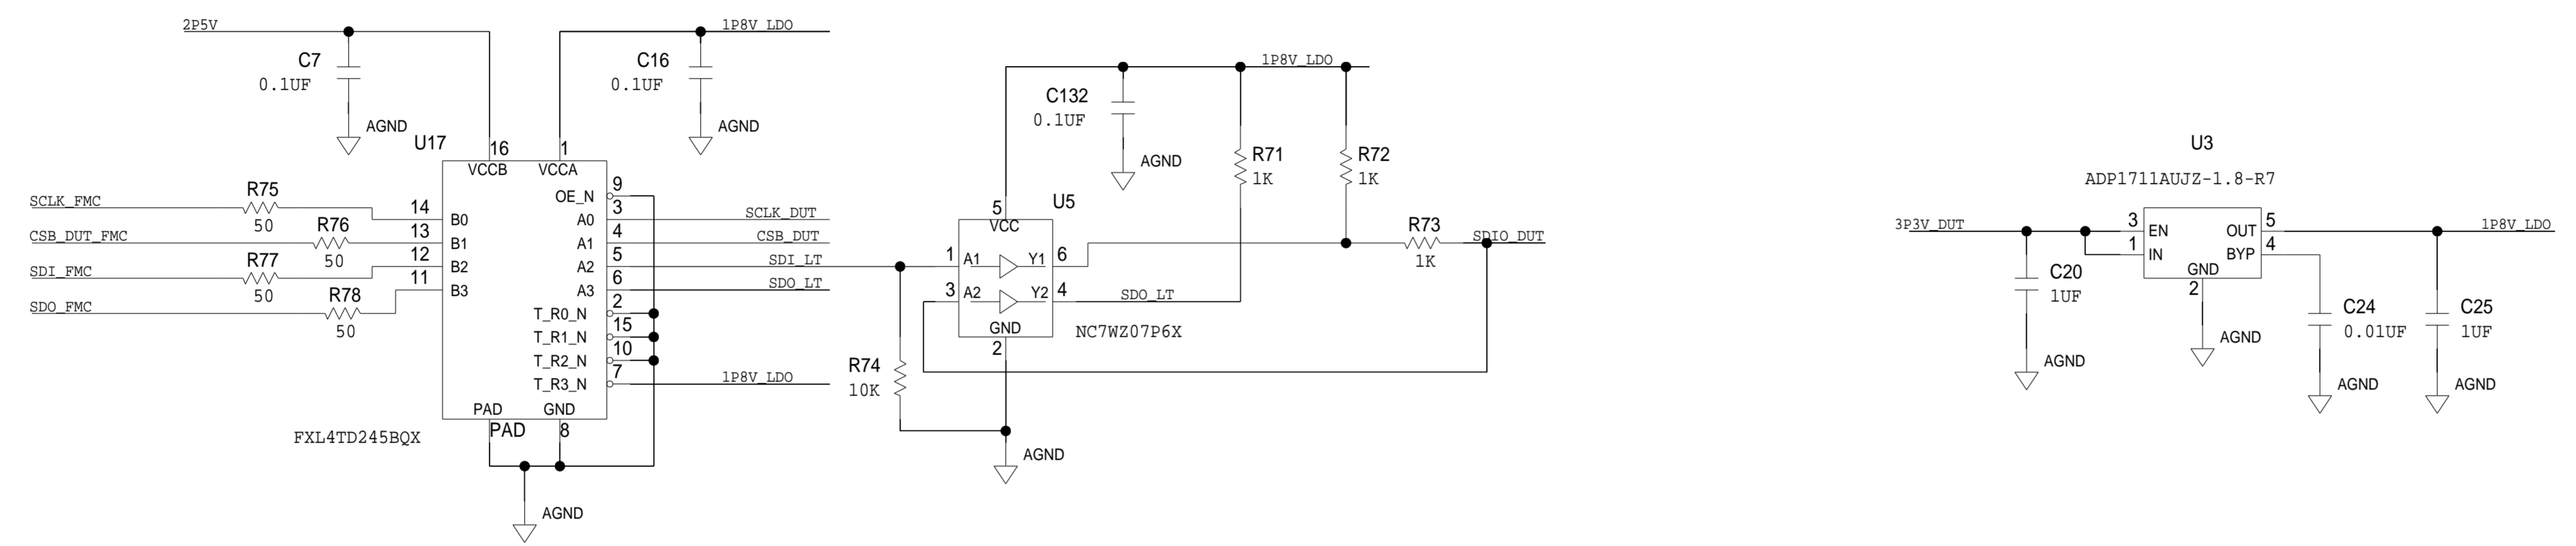 2P5V
1P8V_LDO
C7
0.1UF
AGND
C16
0.1UF
AGND
U17
16
1
VCCB
VCCA
SCLK_FMC
R75
50
14
B0
CSB_DUT_FMC
R76
50
13
B1
SDI_FMC
R77
50
12
B2
SDO_FMC
R78
50
11
B3
OE_N
9
A0
3
SCLK_DUT
A1
4
CSB_DUT
A2
5
SDI_LT
A3
6
SDO_LT
T_R0_N
2
T_R1_N
15
T_R2_N
10
T_R3_N
7
1P8V_LDO
PAD
GND
PAD
8
FXL4TD245BQX
AGND
1P8V_LDO
C132
0.1UF
AGND
R71
1K
R72
1K
U5
5
VCC
1
A1
Y1
6
3
A2
Y2
4
SDO_LT
GND
2
NC7WZ07P6X
R73
1K
SDIO_DUT
R74
10K
AGND
U3
ADP1711AUJZ-1.8-R7
3P3V_DUT
3
EN
OUT
5
1P8V_LDO
1
IN
BYP
4
GND
2
C20
1UF
AGND
AGND
C24
0.01UF
AGND
C25
1UF
AGND